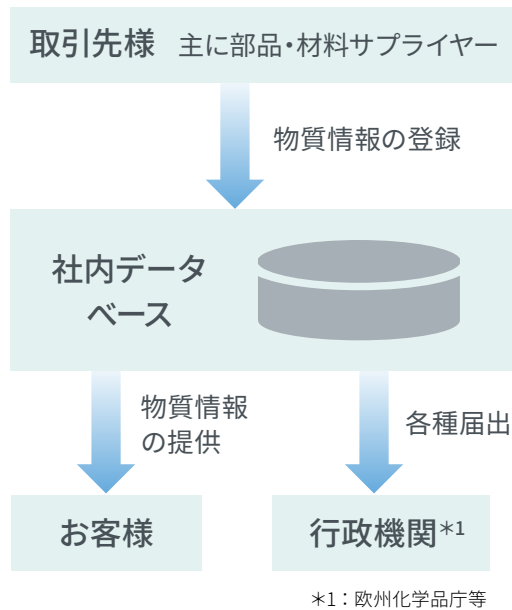 取引先様 主に部品・材料サプライヤー
物質情報の登録
社内データ
ベース
物質情報
の提供
各種届出
お客様
行政機関*1
*1：欧州化学品庁等